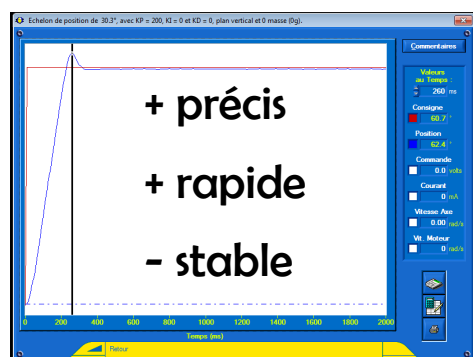 Echelon de position de 30.3°, avec KP = 200, KI = 0 et KD = 0, plan vertical et 0 masse (0g).
Commentaires
Valeurs
au Temps :
260 ms
Consigne
60.7 °
Position
62.4 °
Commande
0.0 volts
Courant
0 mA
Vitesse Axe
0.00 rad/s
Vit. Moteur
0 rad/s
+ précis
+ rapide
- stable
0 200 400 600 800 1000 1200 1400 1600 1800 2000
Temps (ms)
Retour